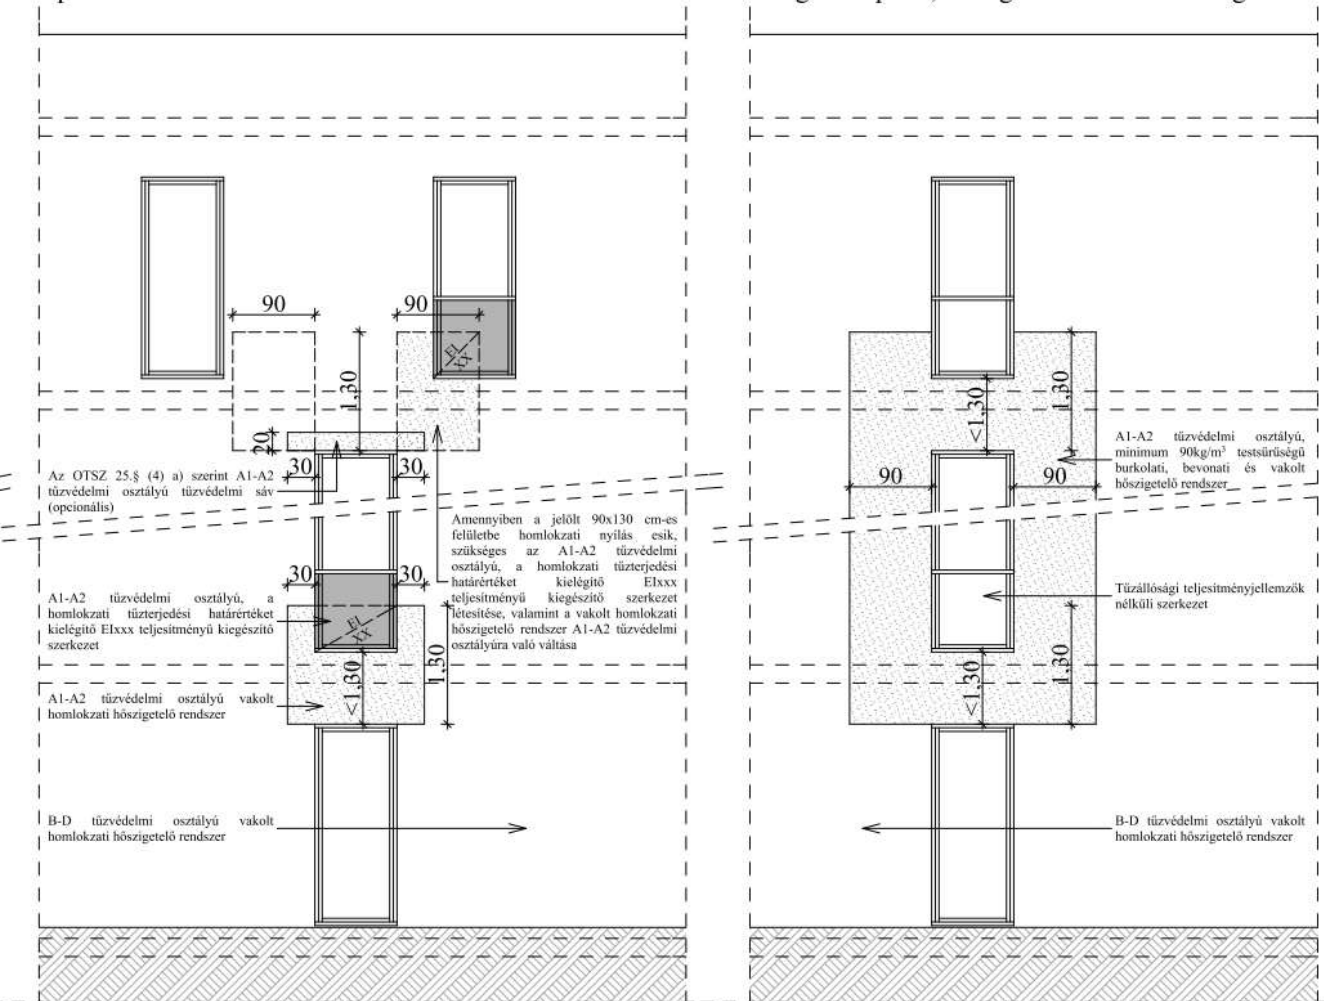 90
90
1,30
20
30
30
Az OTSZ 25.§ (4) a) szerint A1-A2
tűzvédelmi osztályú tűzvédelmi sáv
(opcionális)
Amennyiben a jelölt 90x130 cm-es
felületbe homlokzati nyílás esik,
szükséges az A1-A2 tűzvédelmi
osztályú, a homlokzati tűzterjedési
határértéket kielégítő EIxxx
teljesítményű kiegészítő szerkezet
létesítése, valamint a vakolt homlokzati
hőszigetelő rendszer A1-A2 tűzvédelmi
osztályúra való váltása
EI
XX
30
30
A1-A2 tűzvédelmi osztályú, a
homlokzati tűzterjedési határértéket
kielégítő EIxxx teljesítményű kiegészítő
szerkezet
EI
XX
<1,30
1,30
A1-A2 tűzvédelmi osztályú vakolt
homlokzati hőszigetelő rendszer
B-D tűzvédelmi osztályú vakolt
homlokzati hőszigetelő rendszer
<1,30
1,30
90
90
A1-A2 tűzvédelmi osztályú,
minimum 90kg/m³ testsűrűségű
burkolati, bevonati és vakolt
hőszigetelő rendszer
Tűzállósági teljesítményjellemzők
nélküli szerkezet
<1,30
1,30
B-D tűzvédelmi osztályú vakolt
homlokzati hőszigetelő rendszer